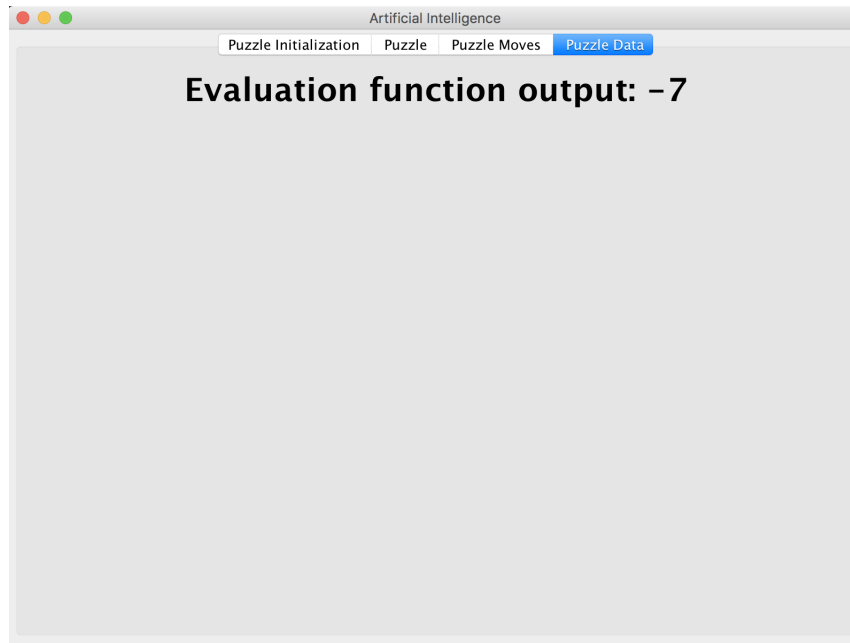 Artificial Intelligence
Puzzle Initialization Puzzle Puzzle Moves Puzzle Data
Evaluation function output: -7